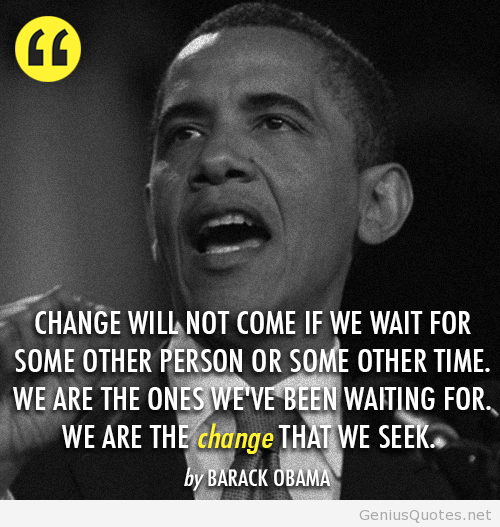 CHANGE WILL NOT COME IF WE WAIT FOR
SOME OTHER PERSON OR SOME OTHER TIME.
WE ARE THE ONES WE'VE BEEN WAITING FOR.
WE ARE THE change THAT WE SEEK.
by BARACK OBAMA
GeniusQuotes.net